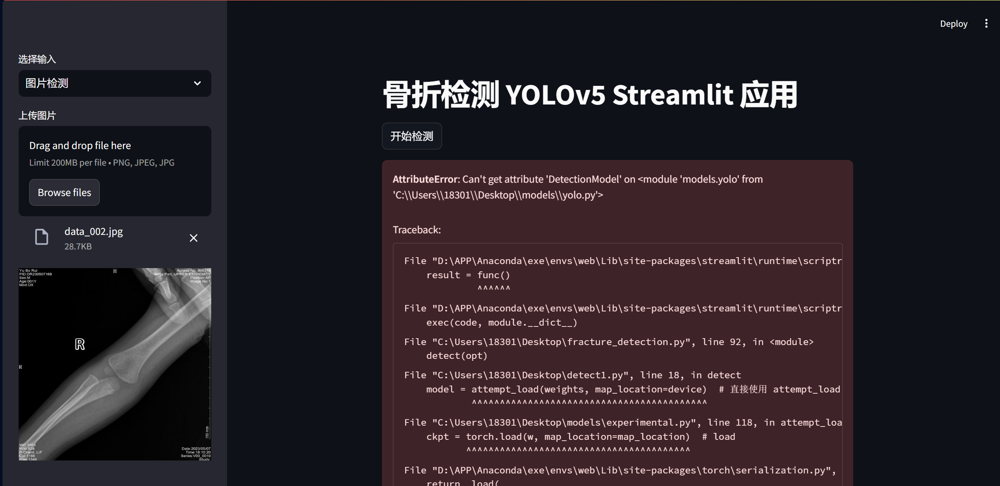 Deploy
选择输入
图片检测
上传图片
Drag and drop file here
Limit 200MB per file • PNG, JPEG, JPG
Browse files
data_002.jpg
28.7KB
Yu Bo Rui
PID:DR230507169
Sex:M
Age:001Y
Mod:DX
H
Access No.:866315
Body Part.:UPPER EXTREMITY
Position:AP
Image No:1
R
R
150 mm
WC:3563
WW:828
P-Orient.:L\F
Col:1166
Row:1340
Date:2023/05/07
Time:18:10:20
Series:V03_0010
Study:
骨折检测 YOLOv5 Streamlit 应用
开始检测
AttributeError: Can't get attribute 'DetectionModel' on <module 'models.yolo' from
'C:\\Users\\18301\\Desktop\\models\\yolo.py'>
Traceback:
File "D:\APP\Anaconda\exe\envs\web\Lib\site-packages\streamlit\runtime\scriptr
result = func()
^^^^^^
File "D:\APP\Anaconda\exe\envs\web\Lib\site-packages\streamlit\runtime\scriptr
exec(code, module.__dict__)
File "C:\Users\18301\Desktop\fracture_detection.py", line 92, in <module>
detect(opt)
File "C:\Users\18301\Desktop\detect1.py", line 18, in detect
model = attempt_load(weights, map_location=device)  # 直接使用 attempt_load
^^^^^^^^^^^^^^^^^^^^^^^^^^^^^^^^^^^^^^^^^^
File "C:\Users\18301\Desktop\models\experimental.py", line 118, in attempt_loa
ckpt = torch.load(w, map_location=map_location)  # load
^^^^^^^^^^^^^^^^^^^^^^^^^^^^^^^^^^^^^^^^
File "D:\APP\Anaconda\exe\envs\web\Lib\site-packages\torch\serialization.py",
return _load(